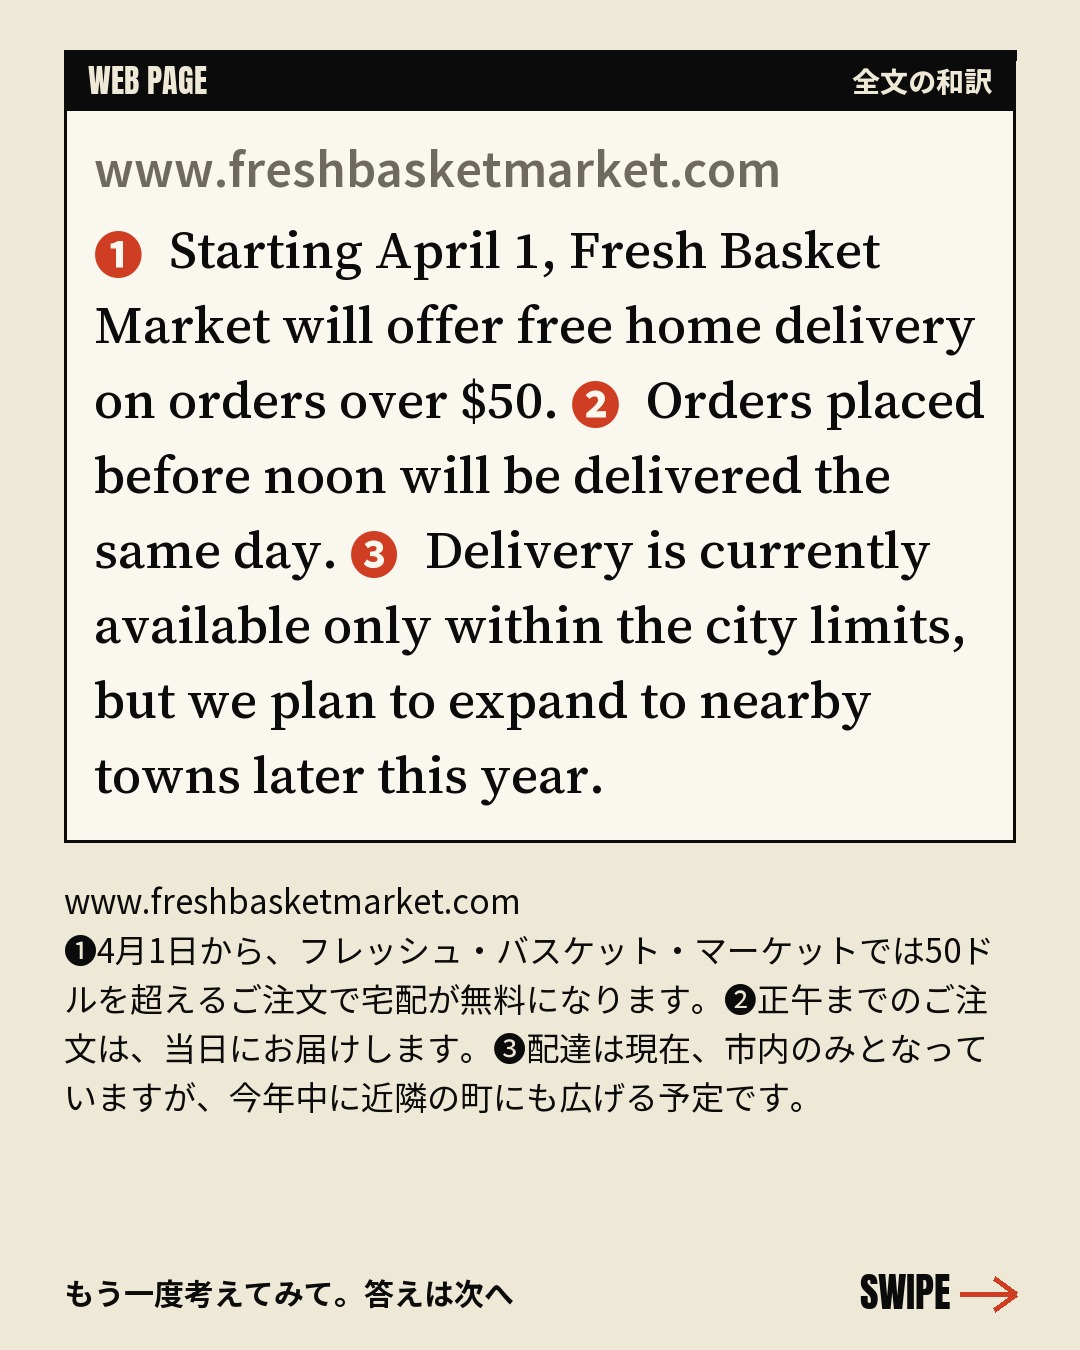 WEB PAGE 全文の和訳
www.freshbasketmarket.com
❶ Starting April 1, Fresh Basket
Market will offer free home delivery
on orders over $50. ❷ Orders placed
before noon will be delivered the
same day. ❸ Delivery is currently
available only within the city limits,
but we plan to expand to nearby
towns later this year.
www.freshbasketmarket.com
❶4月1日から、フレッシュ・バスケット・マーケットでは50ド
ルを超えるご注文で宅配が無料になります。❷正午までのご注
文は、当日にお届けします。❸配達は現在、市内のみとなって
いますが、今年中に近隣の町にも広げる予定です。
もう一度考えてみて。答えは次へ SWIPE →